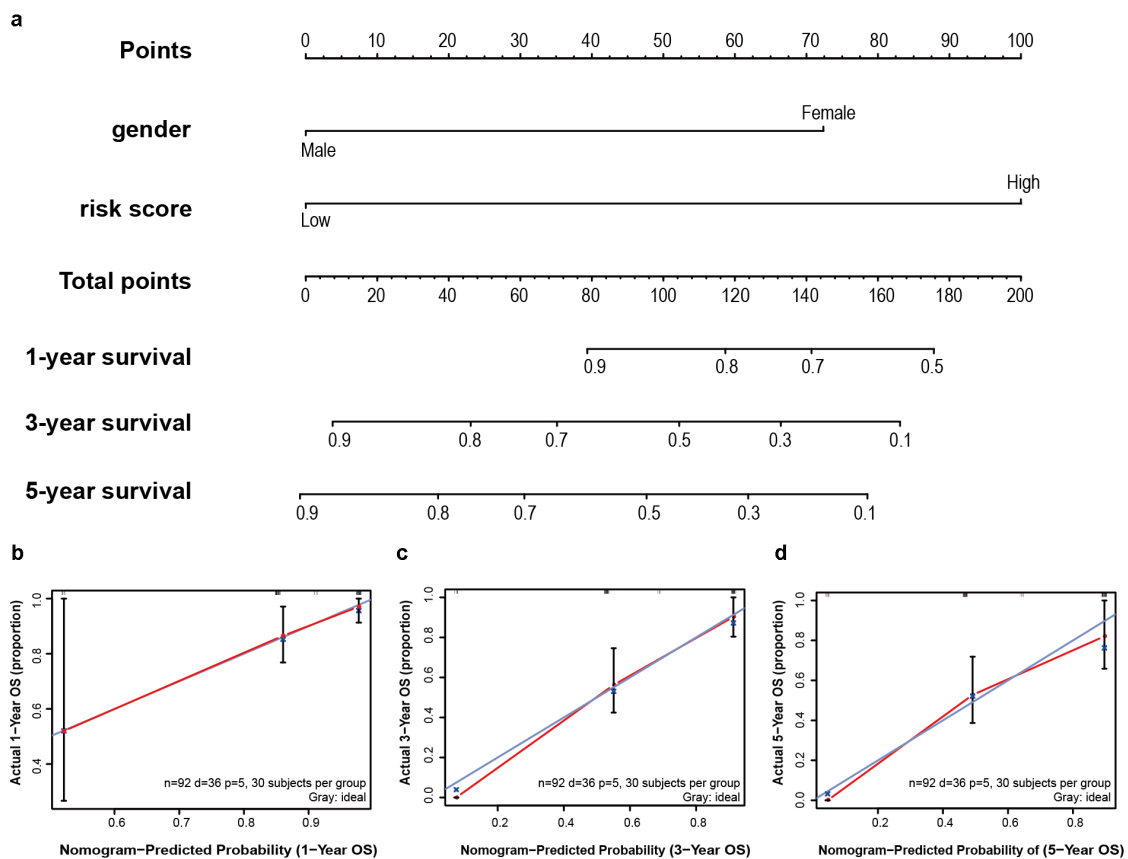 a
Points
0 10 20 30 40 50 60 70 80 90 100
gender
Female
Male
risk score
High
Low
Total points
0 20 40 60 80 100 120 140 160 180 200
1-year survival
0.9 0.8 0.7 0.5
3-year survival
0.9 0.8 0.7 0.5 0.3 0.1
5-year survival
0.9 0.8 0.7 0.5 0.3 0.1
b
Actual 1−Year OS (proportion)
1.0
0.8
0.6
0.4
n=92 d=36 p=5, 30 subjects per group
Gray: ideal
0.6 0.7 0.8 0.9
Nomogram−Predicted Probability (1−Year OS)
c
Actual 3−Year OS (proportion)
1.0
0.8
0.6
0.4
0.2
0.0
n=92 d=36 p=5, 30 subjects per group
Gray: ideal
0.2 0.4 0.6 0.8
Nomogram−Predicted Probability (3−Year OS)
d
Actual 5−Year OS (proportion)
1.0
0.8
0.6
0.4
0.2
0.0
n=92 d=36 p=5, 30 subjects per group
Gray: ideal
0.2 0.4 0.6 0.8
Nomogram−Predicted Probability of (5−Year OS)